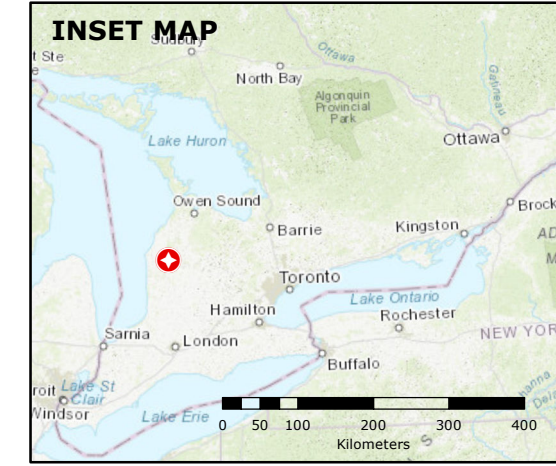 INSET MAP
Sudbury
t Ste
e
North Bay
Ottawa
Gatineau
Algonquin
Provincial
Park
Ottawa
Lake Huron
Owen Sound
Brock
Barrie
Kingston
AD
M
Toronto
Lake Ontario
Hamilton
Rochester
NEW YOR
Sarnia
London
Buffalo
roit
Lake St
Clair
Windsor
Lake Erie
0 50 100 200 300 400
Kilometers
S